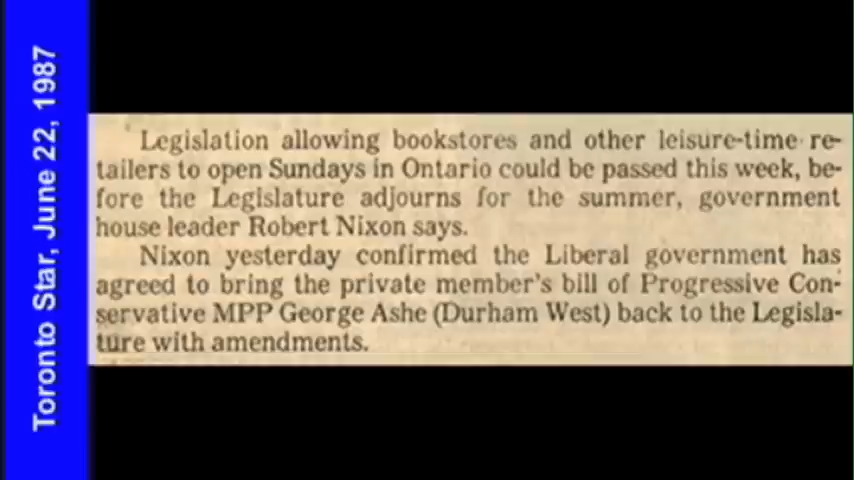 Toronto Star, June 22, 1987
Legislation allowing bookstores and other leisure-time re-
tailers to open Sundays in Ontario could be passed this week, be-
fore the Legislature adjourns for the summer, government
house leader Robert Nixon says.
Nixon yesterday confirmed the Liberal government has
agreed to bring the private member's bill of Progressive Con-
servative MPP George Ashe (Durham West) back to the Legisla-
ture with amendments.